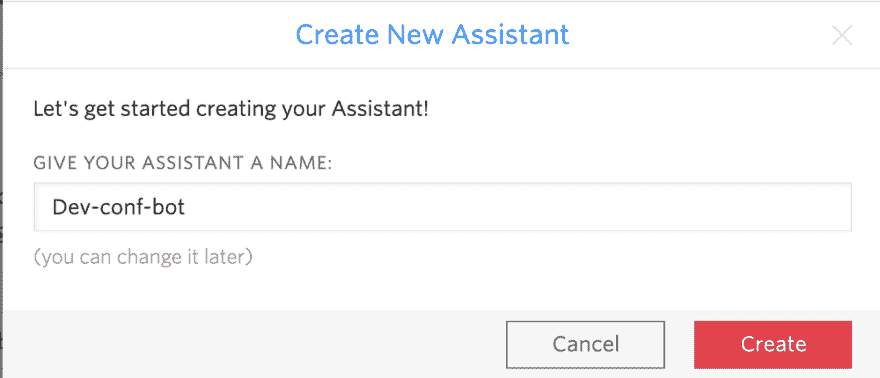 Create New Assistant
Let's get started creating your Assistant!
GIVE YOUR ASSISTANT A NAME:
Dev-conf-bot
(you can change it later)
Cancel Create